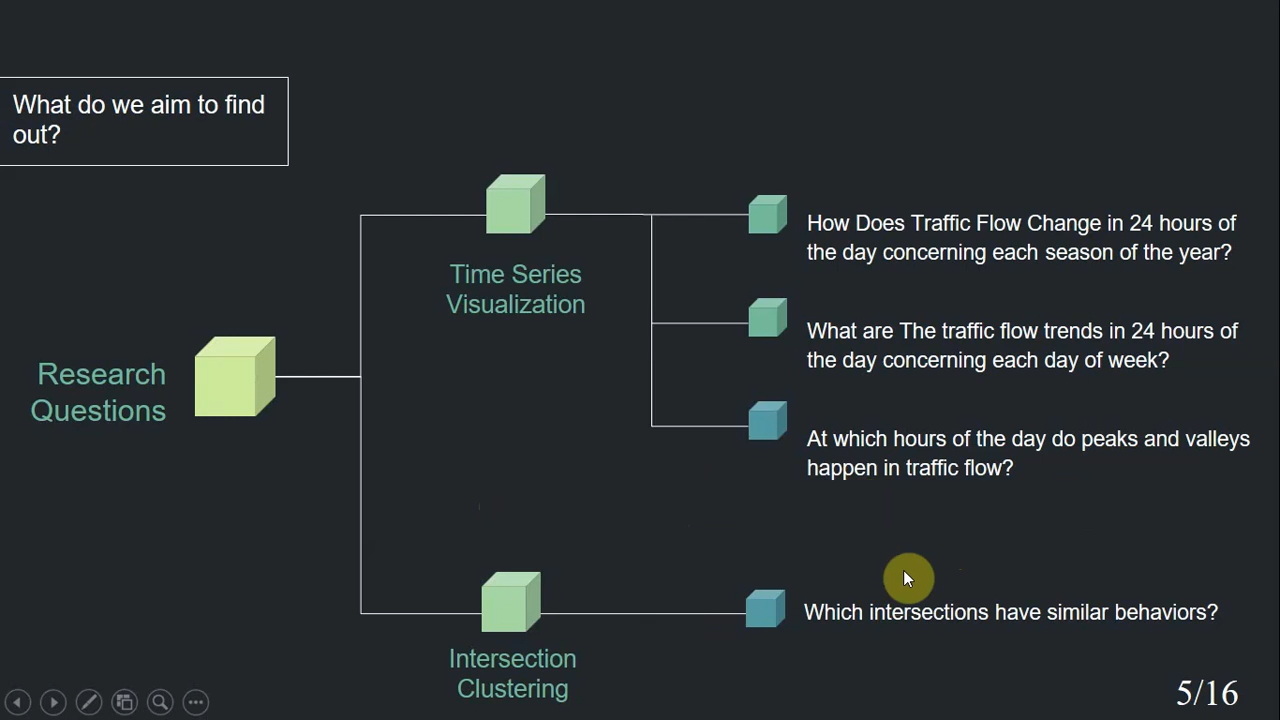 What do we aim to find
out?
Research
Questions
Time Series
Visualization
How Does Traffic Flow Change in 24 hours of
the day concerning each season of the year?
What are The traffic flow trends in 24 hours of
the day concerning each day of week?
At which hours of the day do peaks and valleys
happen in traffic flow?
Intersection
Clustering
Which intersections have similar behaviors?
5/16